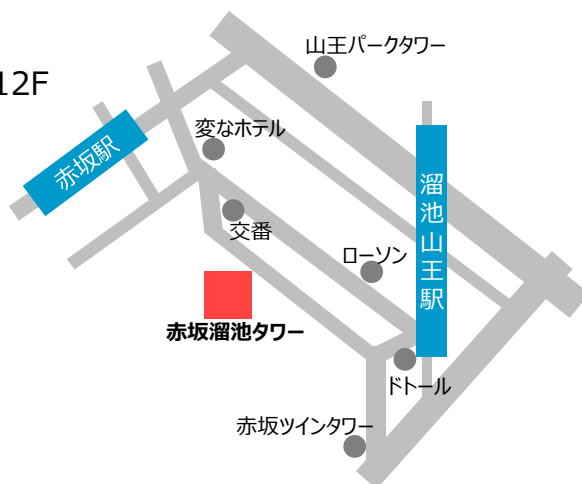 山王パークタワー
12F
変なホテル
赤坂駅
溜池山王駅
交番
ローソン
赤坂溜池タワー
ドトール
赤坂ツインタワー